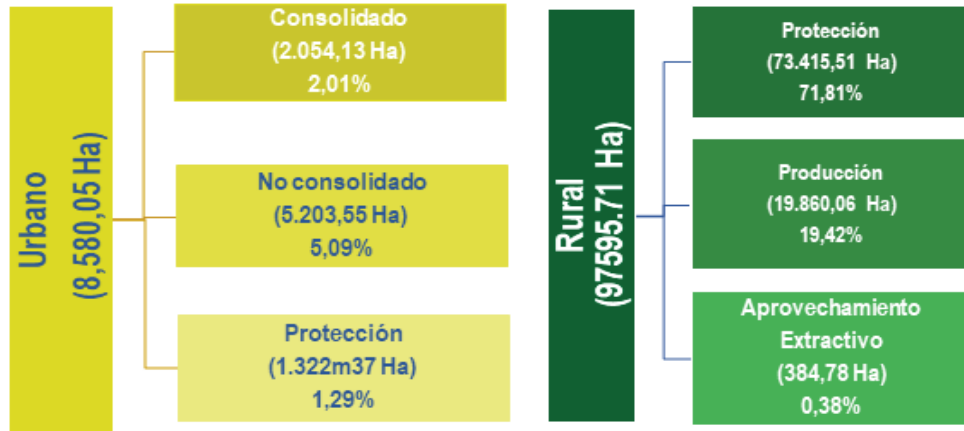 Urbano
(8,580,05 Ha)
Consolidado
(2.054,13 Ha)
2,01%
No consolidado
(5.203,55 Ha)
5,09%
Protección
(1.322m37 Ha)
1,29%
Rural
(97595.71 Ha)
Protección
(73.415,51 Ha)
71,81%
Producción
(19.860,06 Ha)
19,42%
Aprovechamiento
Extractivo
(384,78 Ha)
0,38%